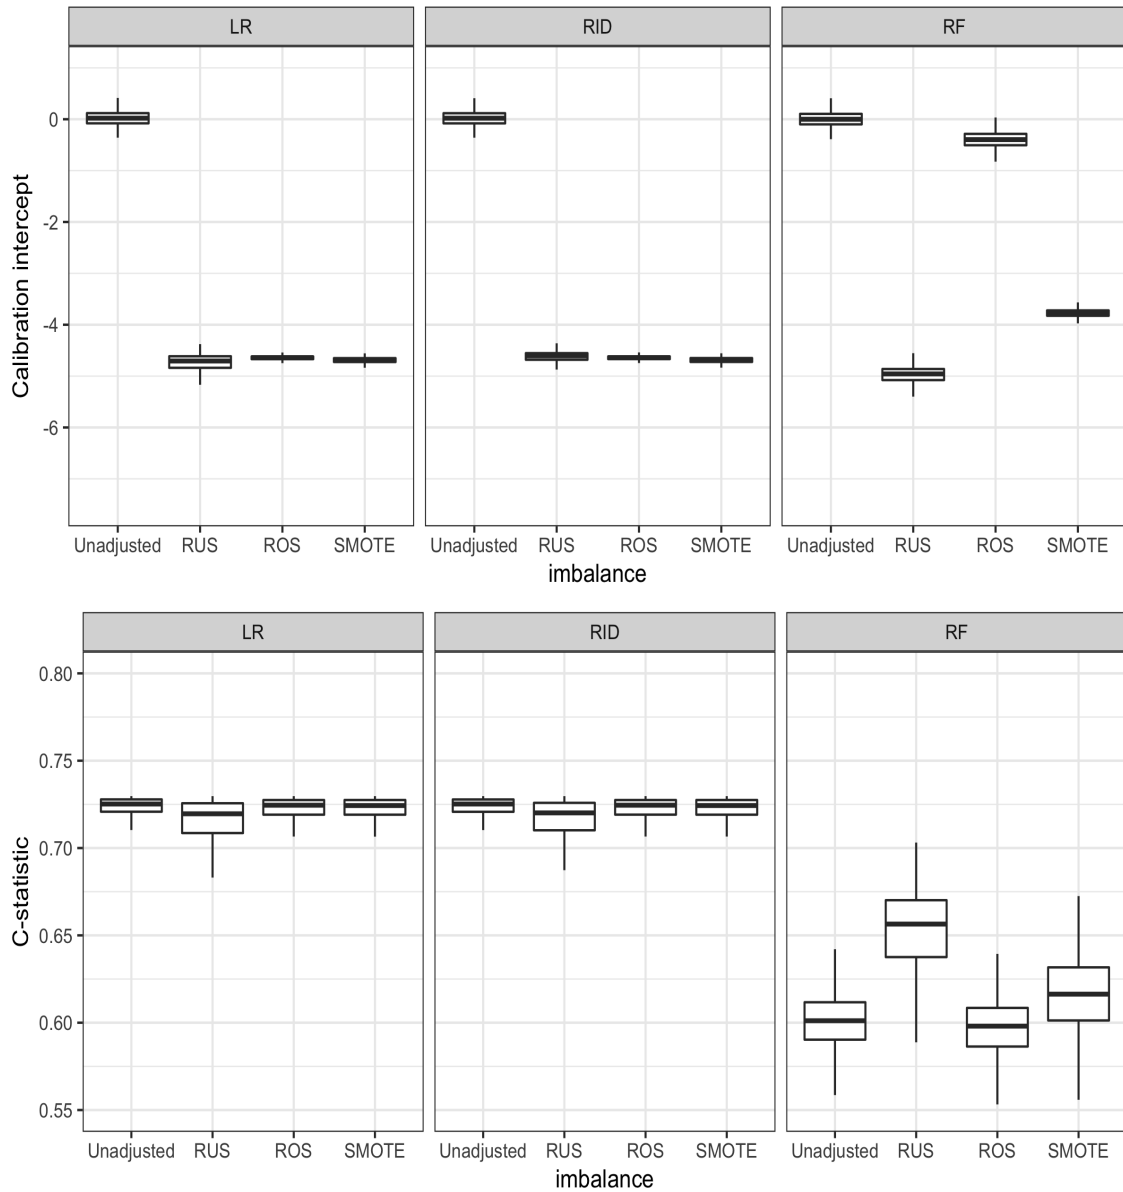 LR RID RF
0
-2
-4
-6
Calibration intercept
Unadjusted RUS ROS SMOTE Unadjusted RUS ROS SMOTE Unadjusted RUS ROS SMOTE
imbalance
LR RID RF
0.80
0.75
0.70
0.65
0.60
0.55
C-statistic
Unadjusted RUS ROS SMOTE Unadjusted RUS ROS SMOTE Unadjusted RUS ROS SMOTE
imbalance